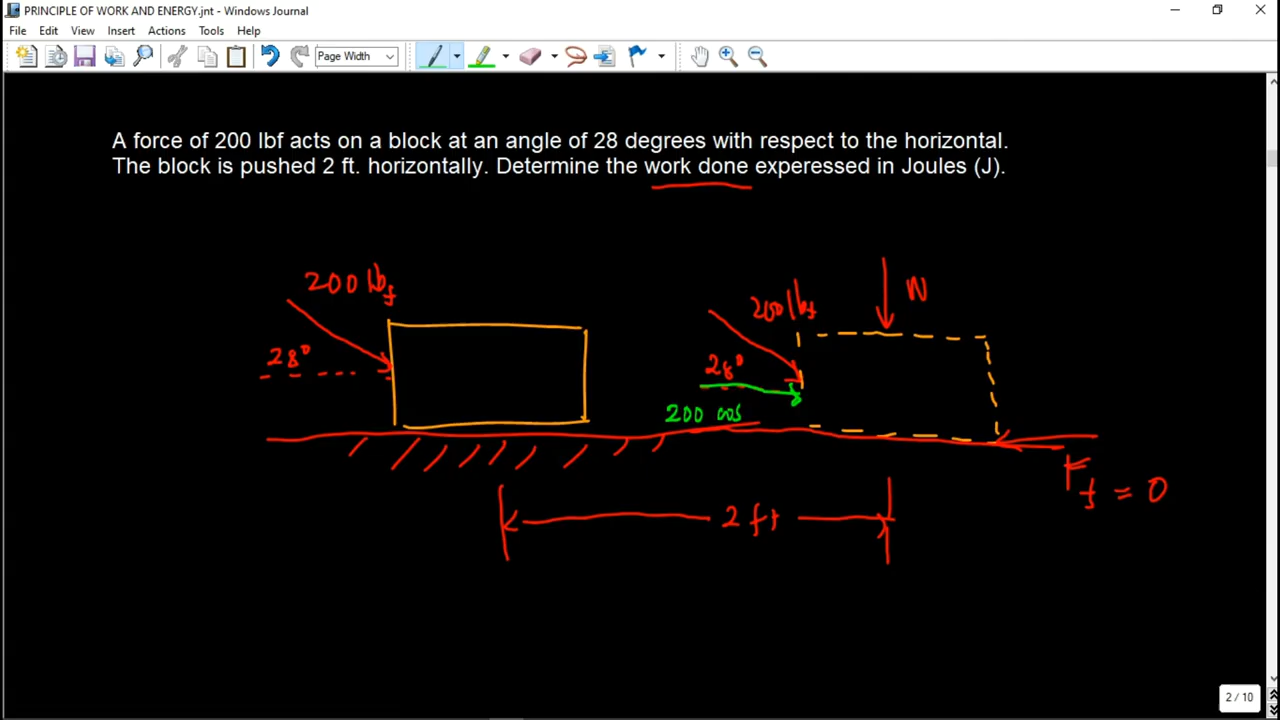 PRINCIPLE OF WORK AND ENERGY.jnt - Windows Journal
File Edit View Insert Actions Tools Help
Page Width
A force of 200 lbf acts on a block at an angle of 28 degrees with respect to the horizontal.
The block is pushed 2 ft. horizontally. Determine the work done experessed in Joules (J).
200 lbf
200 lbf
N
28°
28°
200 cos
Ff = 0
2 ft
2 / 10